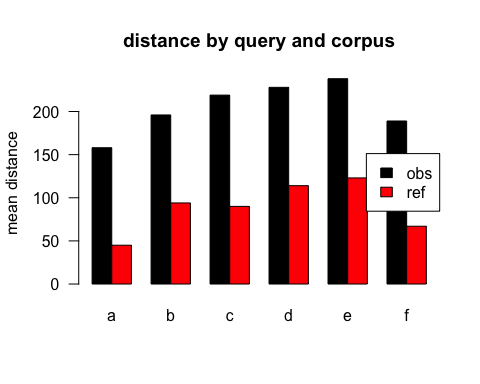 distance by query and corpus
mean distance
200
150
100
50
0
obs
ref
a b c d e f